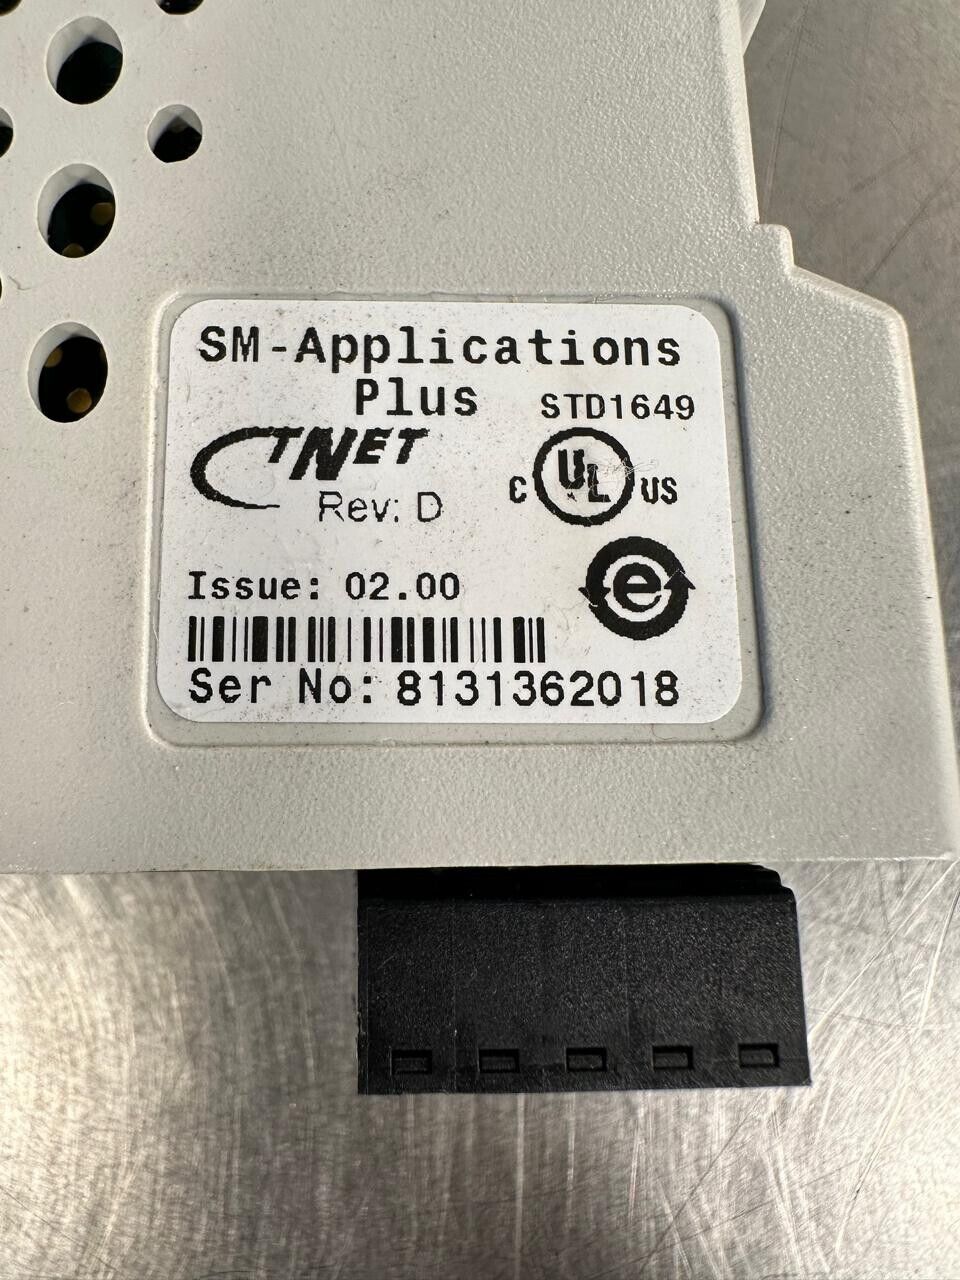 SM-Applications
Plus
STD1649
CTNET
Rev: D
C UL US
Issue: 02.00
e
Ser No: 8131362018